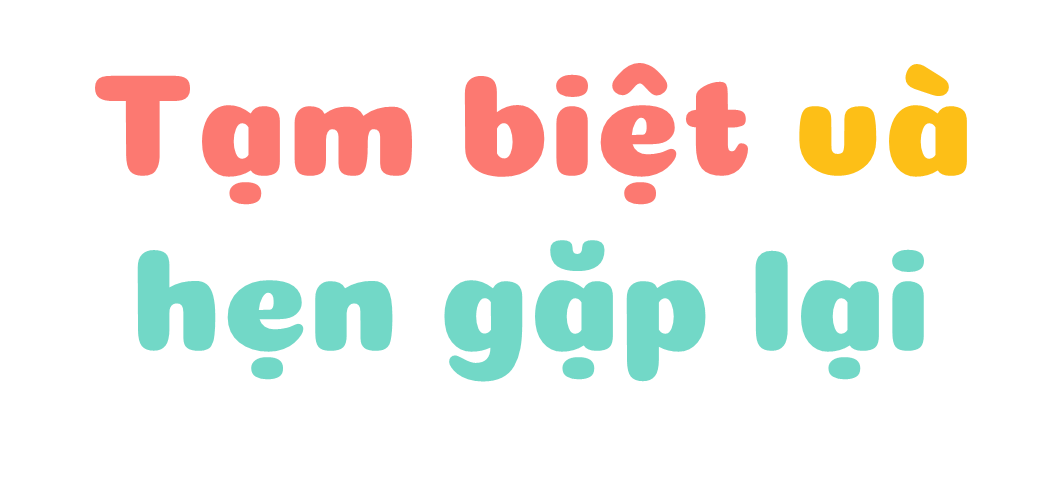 Tạm biệt và
hẹn gặp lại